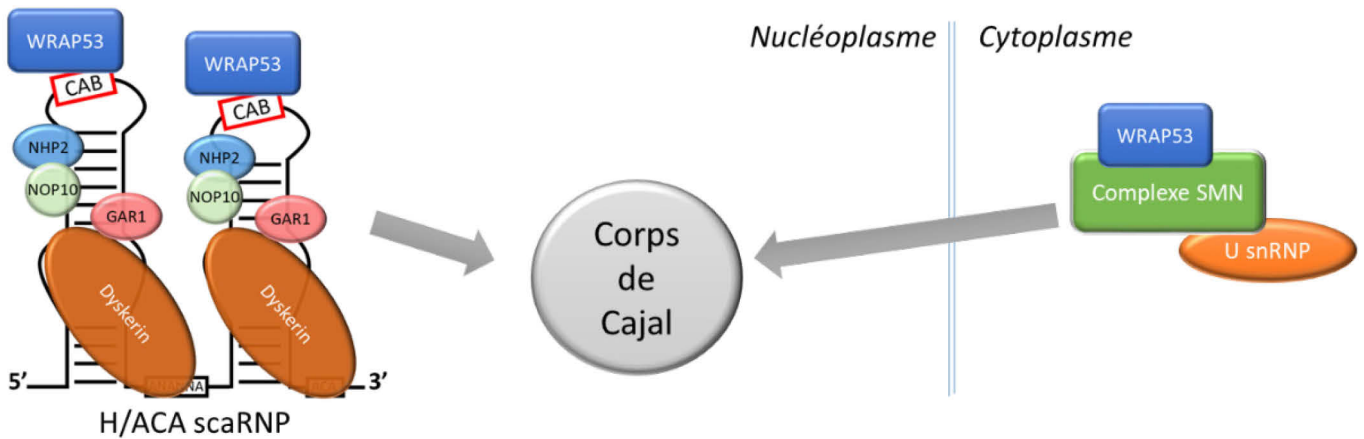 WRAP53
CAB
NHP2
NOP10
GAR1
Dyskerin
WRAP53
CAB
NHP2
NOP10
GAR1
Dyskerin
5’
ACA
3’
H/ACA scaRNP
Corps
de
Cajal
Nucléoplasme
Cytoplasme
WRAP53
Complexe SMN
U snRNP